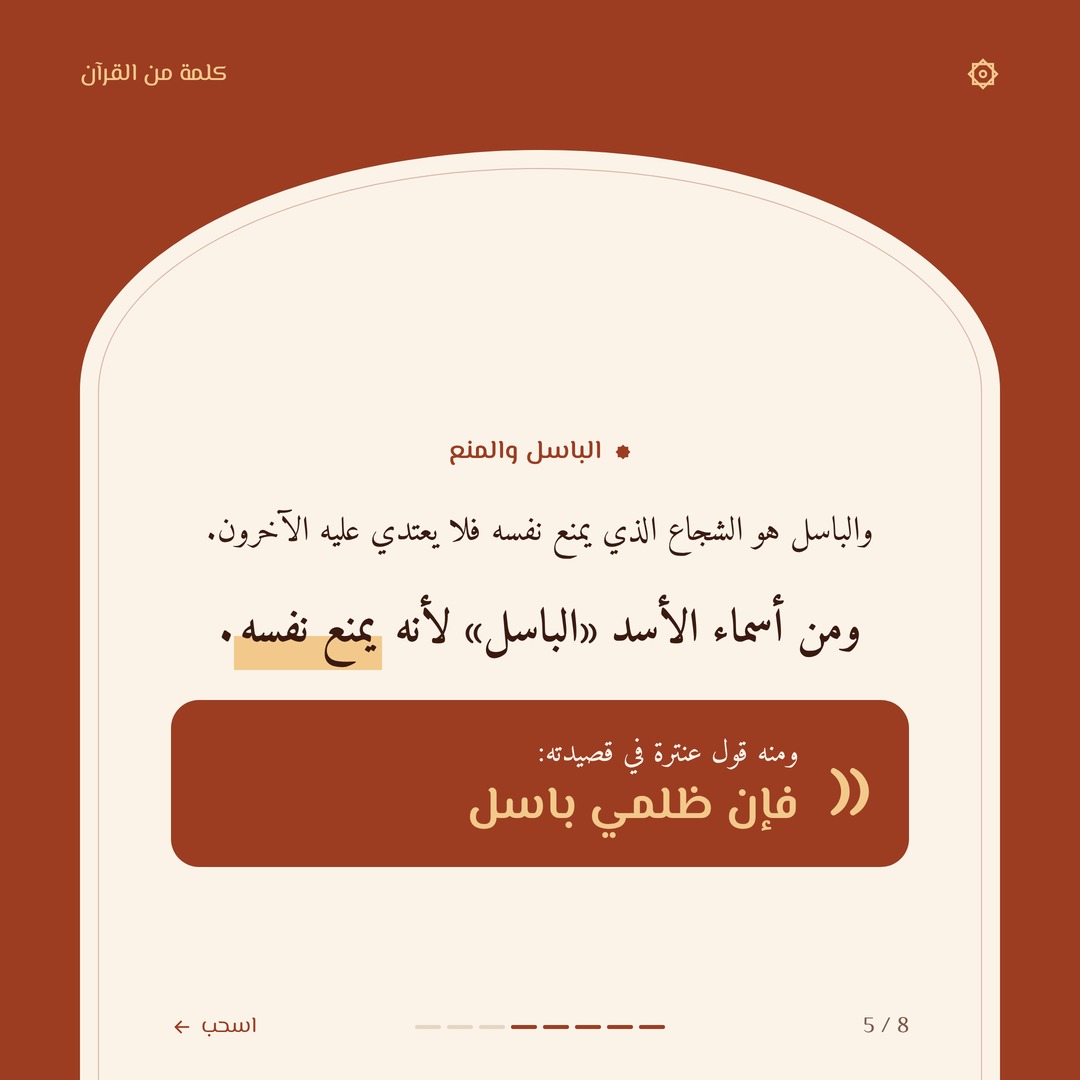 كلمة من القرآن
الباسل والمنع
والباسل هو الشجاع الذي يمنع نفسه فلا يعتدي عليه الآخرون.
ومن أسماء الأسد «الباسل» لأنه يمنع نفسه.
ومنه قول عنترة في قصيدته:
فإن ظلمي باسل
5 / 8
اسحب ←